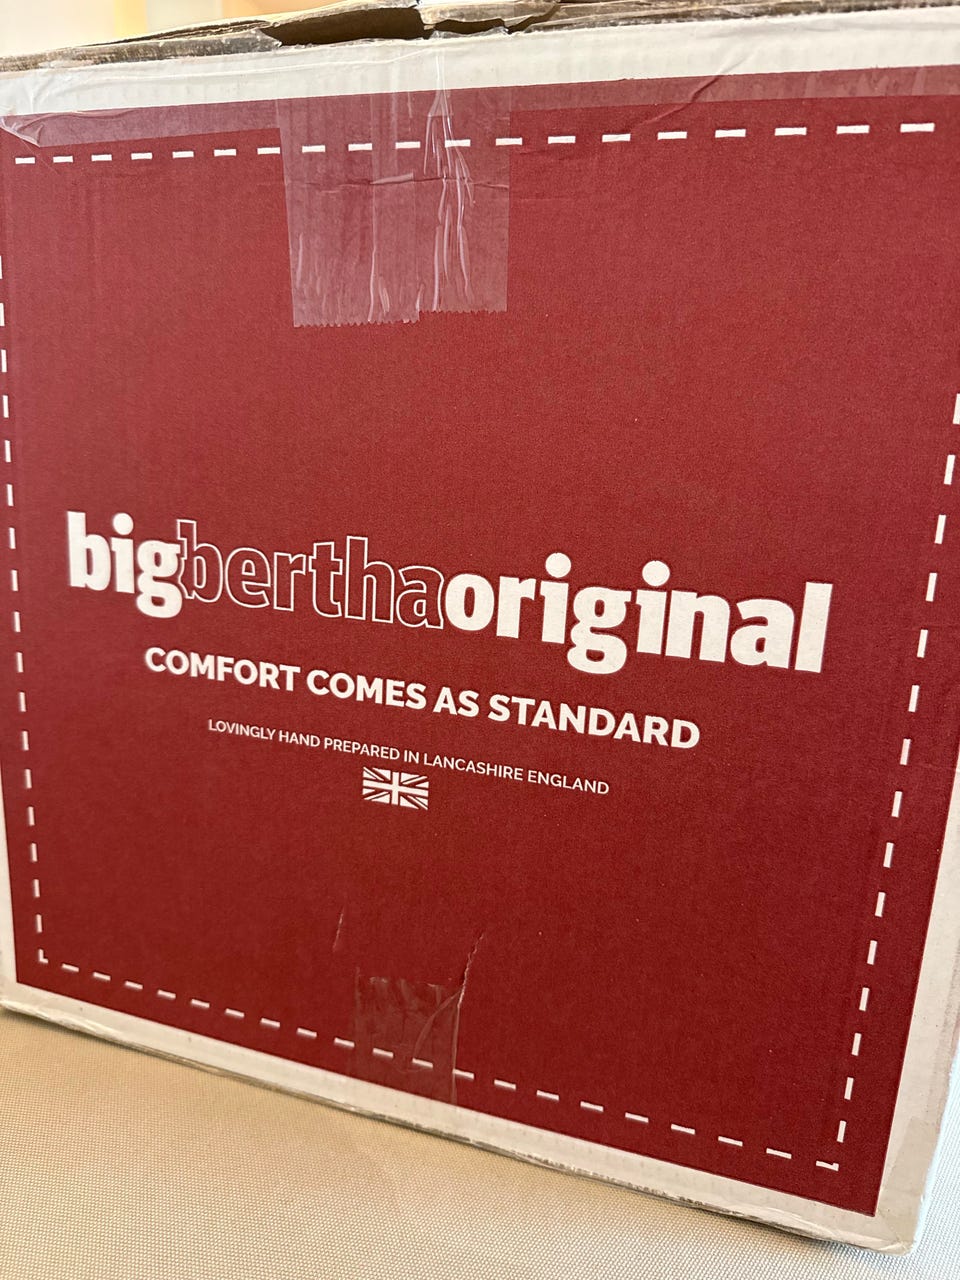 bigberthaoriginal
COMFORT COMES AS STANDARD
LOVINGLY HAND PREPARED IN LANCASHIRE ENGLAND